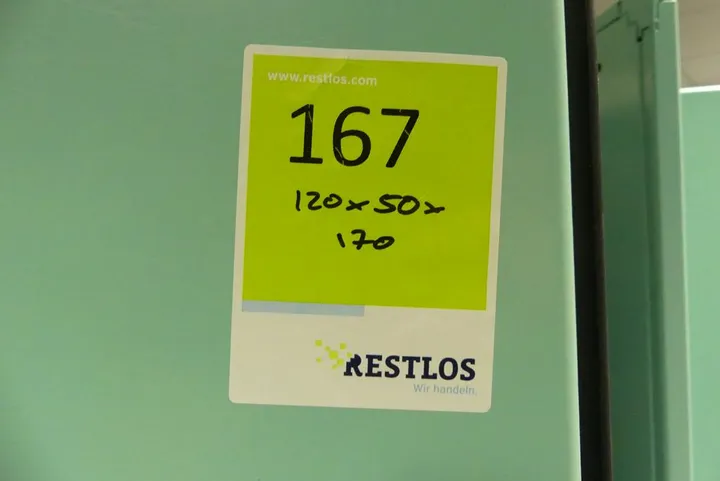 www.restlos.com
167
120x50x
170
RESTLOS
Wir handeln.